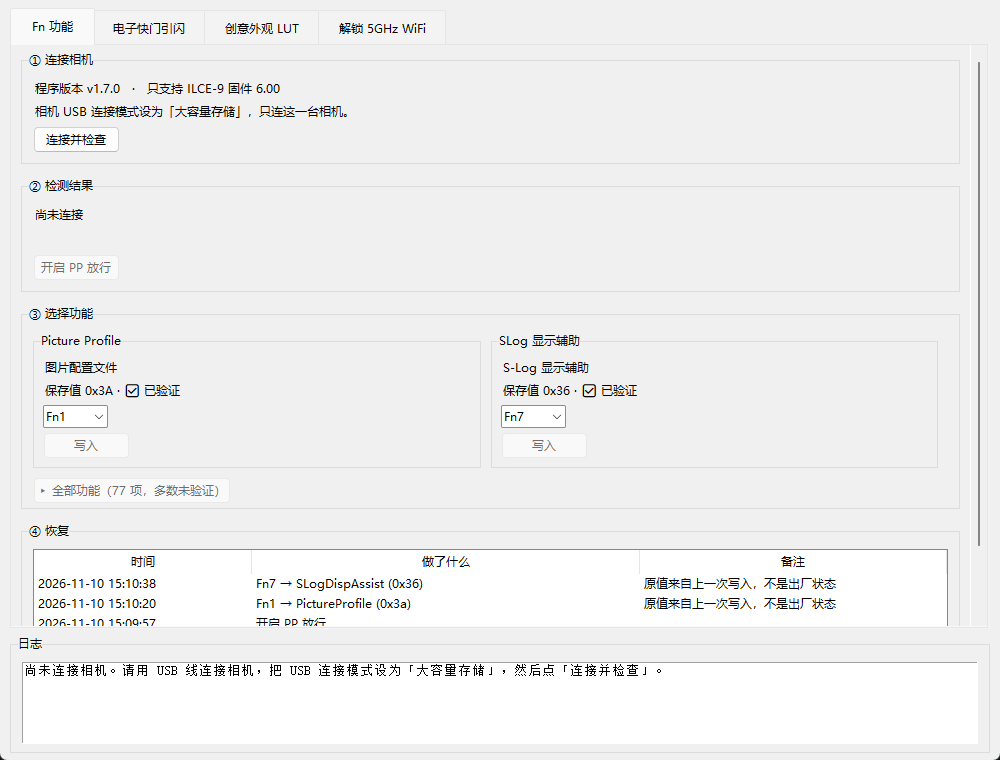 Fn 功能
电子快门引闪
创意外观 LUT
解锁 5GHz WiFi
① 连接相机
程序版本 v1.7.0 · 只支持 ILCE-9 固件 6.00
相机 USB 连接模式设为「大容量存储」，只连这一台相机。
连接并检查
② 检测结果
尚未连接
开启 PP 放行
③ 选择功能
Picture Profile
图片配置文件
保存值 0x3A · ☑ 已验证
Fn1
写入
SLog 显示辅助
S-Log 显示辅助
保存值 0x36 · ☑ 已验证
Fn7
写入
▸ 全部功能（77 项，多数未验证）
④ 恢复
时间 做了什么 备注
2026-11-10 15:10:38 Fn7 → SLogDispAssist (0x36) 原值来自上一次写入，不是出厂状态
2026-11-10 15:10:20 Fn1 → PictureProfile (0x3a) 原值来自上一次写入，不是出厂状态
2026-11-10 15:09:57 开启 PP 放行
日志
尚未连接相机。请用 USB 线连接相机，把 USB 连接模式设为「大容量存储」，然后点「连接并检查」。